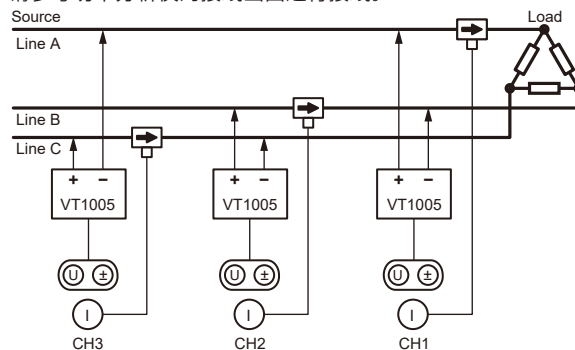 Source
Load
Line A
Line B
Line C
+ −
VT1005
+ −
VT1005
+ −
VT1005
U ±
U ±
U ±
I
I
I
CH3
CH2
CH1